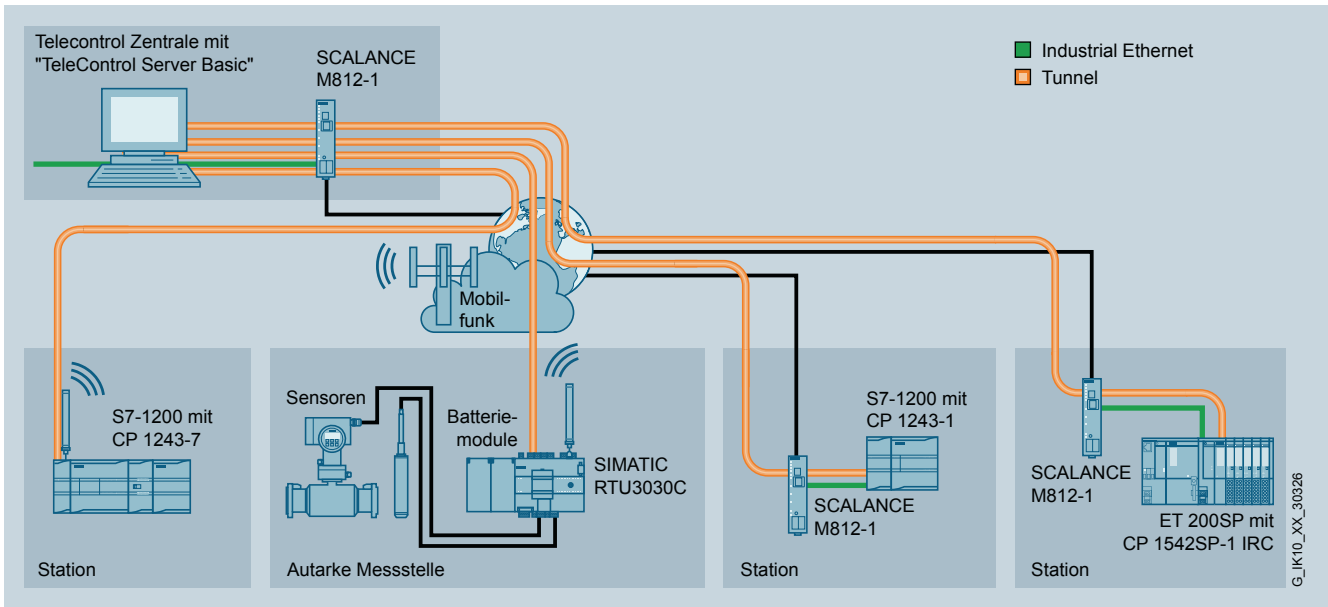 Telecontrol Zentrale mit
"TeleControl Server Basic"
SCALANCE
M812-1
Industrial Ethernet
Tunnel
Mobil-
funk
S7-1200 mit
CP 1243-7
Station
Sensoren
Batterie-
module
SIMATIC
RTU3030C
Autarke Messstelle
S7-1200 mit
CP 1243-1
SCALANCE
M812-1
Station
SCALANCE
M812-1
ET 200SP mit
CP 1542SP-1 IRC
Station
G_IK10_XX_30326